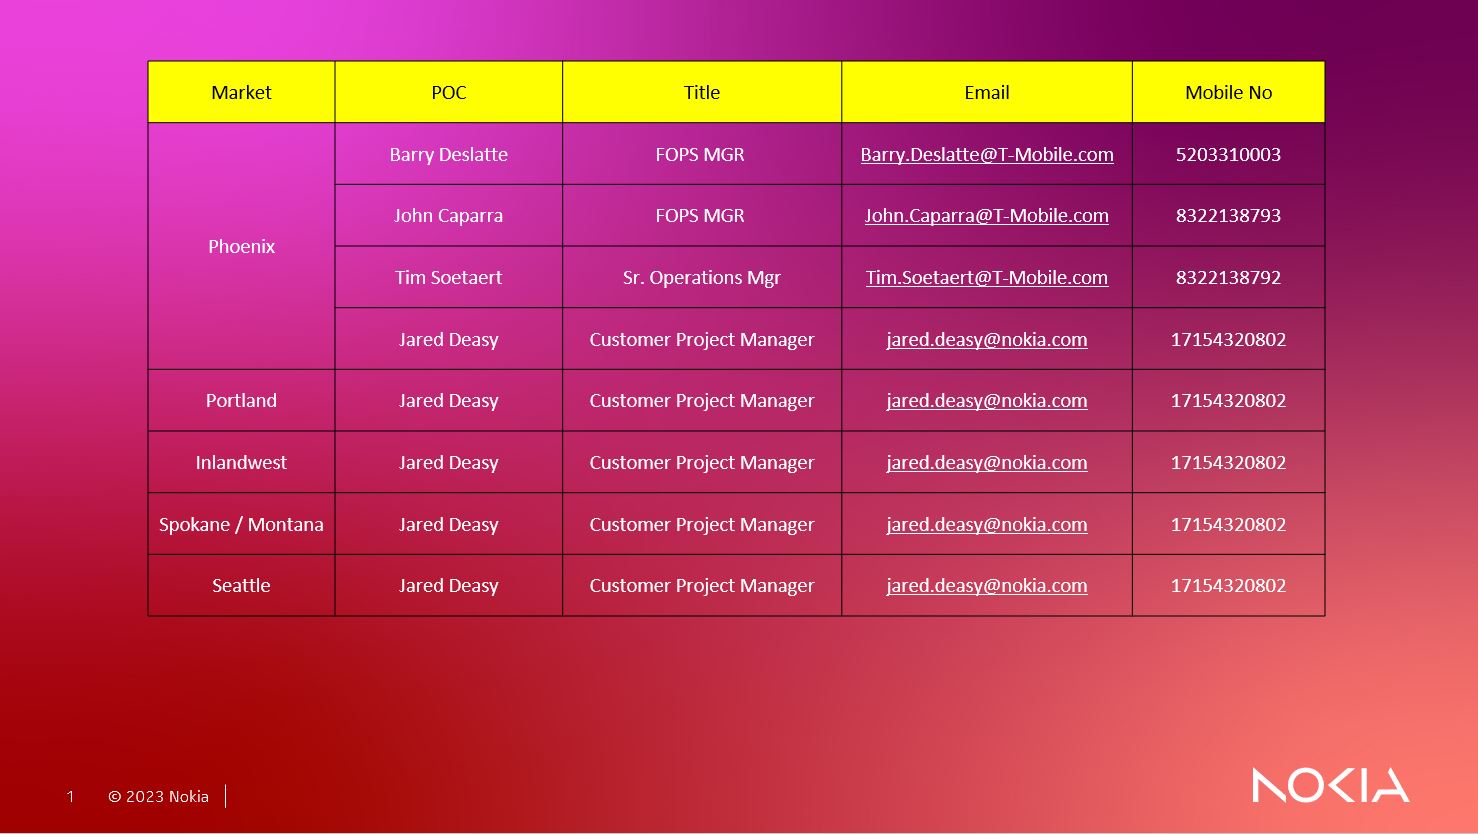 Market POC Title Email Mobile No
Barry Deslatte FOPS MGR Barry.Deslatte@T-Mobile.com 5203310003
John Caparra FOPS MGR John.Caparra@T-Mobile.com 8322138793
Phoenix
Tim Soetaert Sr. Operations Mgr Tim.Soetaert@T-Mobile.com 8322138792
Jared Deasy Customer Project Manager jared.deasy@nokia.com 17154320802
Portland Jared Deasy Customer Project Manager jared.deasy@nokia.com 17154320802
Inlandwest Jared Deasy Customer Project Manager jared.deasy@nokia.com 17154320802
Spokane / Montana Jared Deasy Customer Project Manager jared.deasy@nokia.com 17154320802
Seattle Jared Deasy Customer Project Manager jared.deasy@nokia.com 17154320802
1 © 2023 Nokia
NOKIA